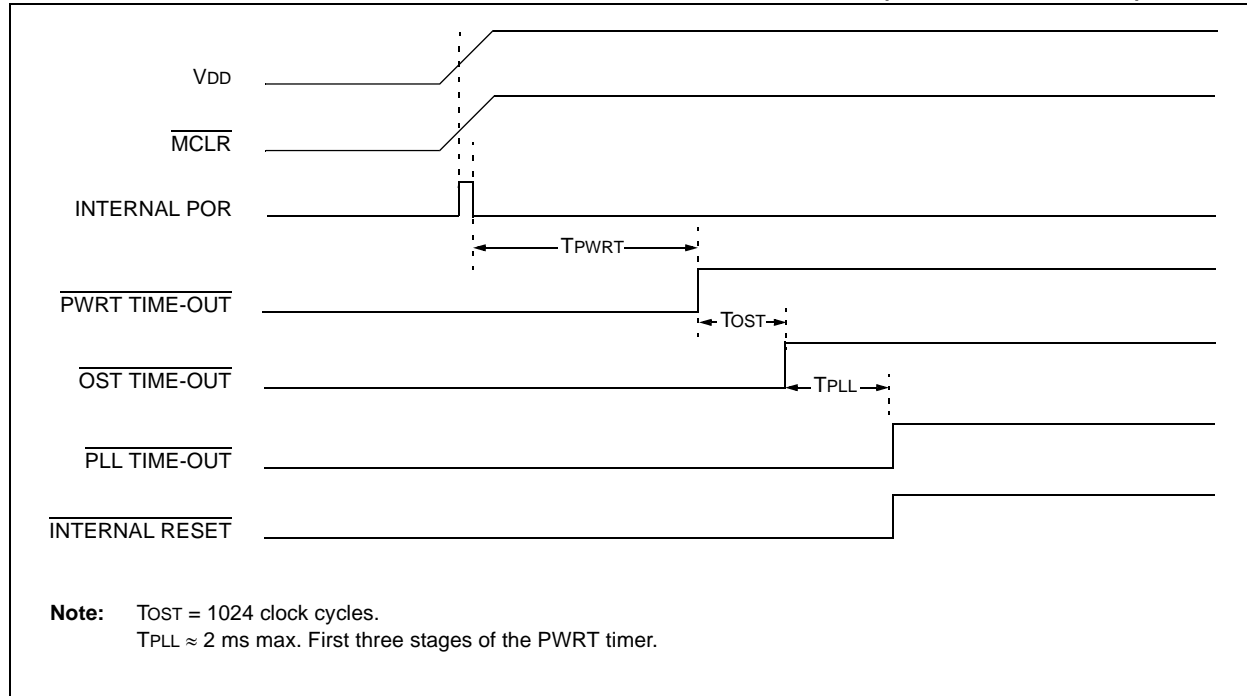 VDD
MCLR
INTERNAL POR
TPWRT
PWRT TIME-OUT
TOST
OST TIME-OUT
TPLL
PLL TIME-OUT
INTERNAL RESET
Note: TOST = 1024 clock cycles.
TPLL ≈ 2 ms max. First three stages of the PWRT timer.